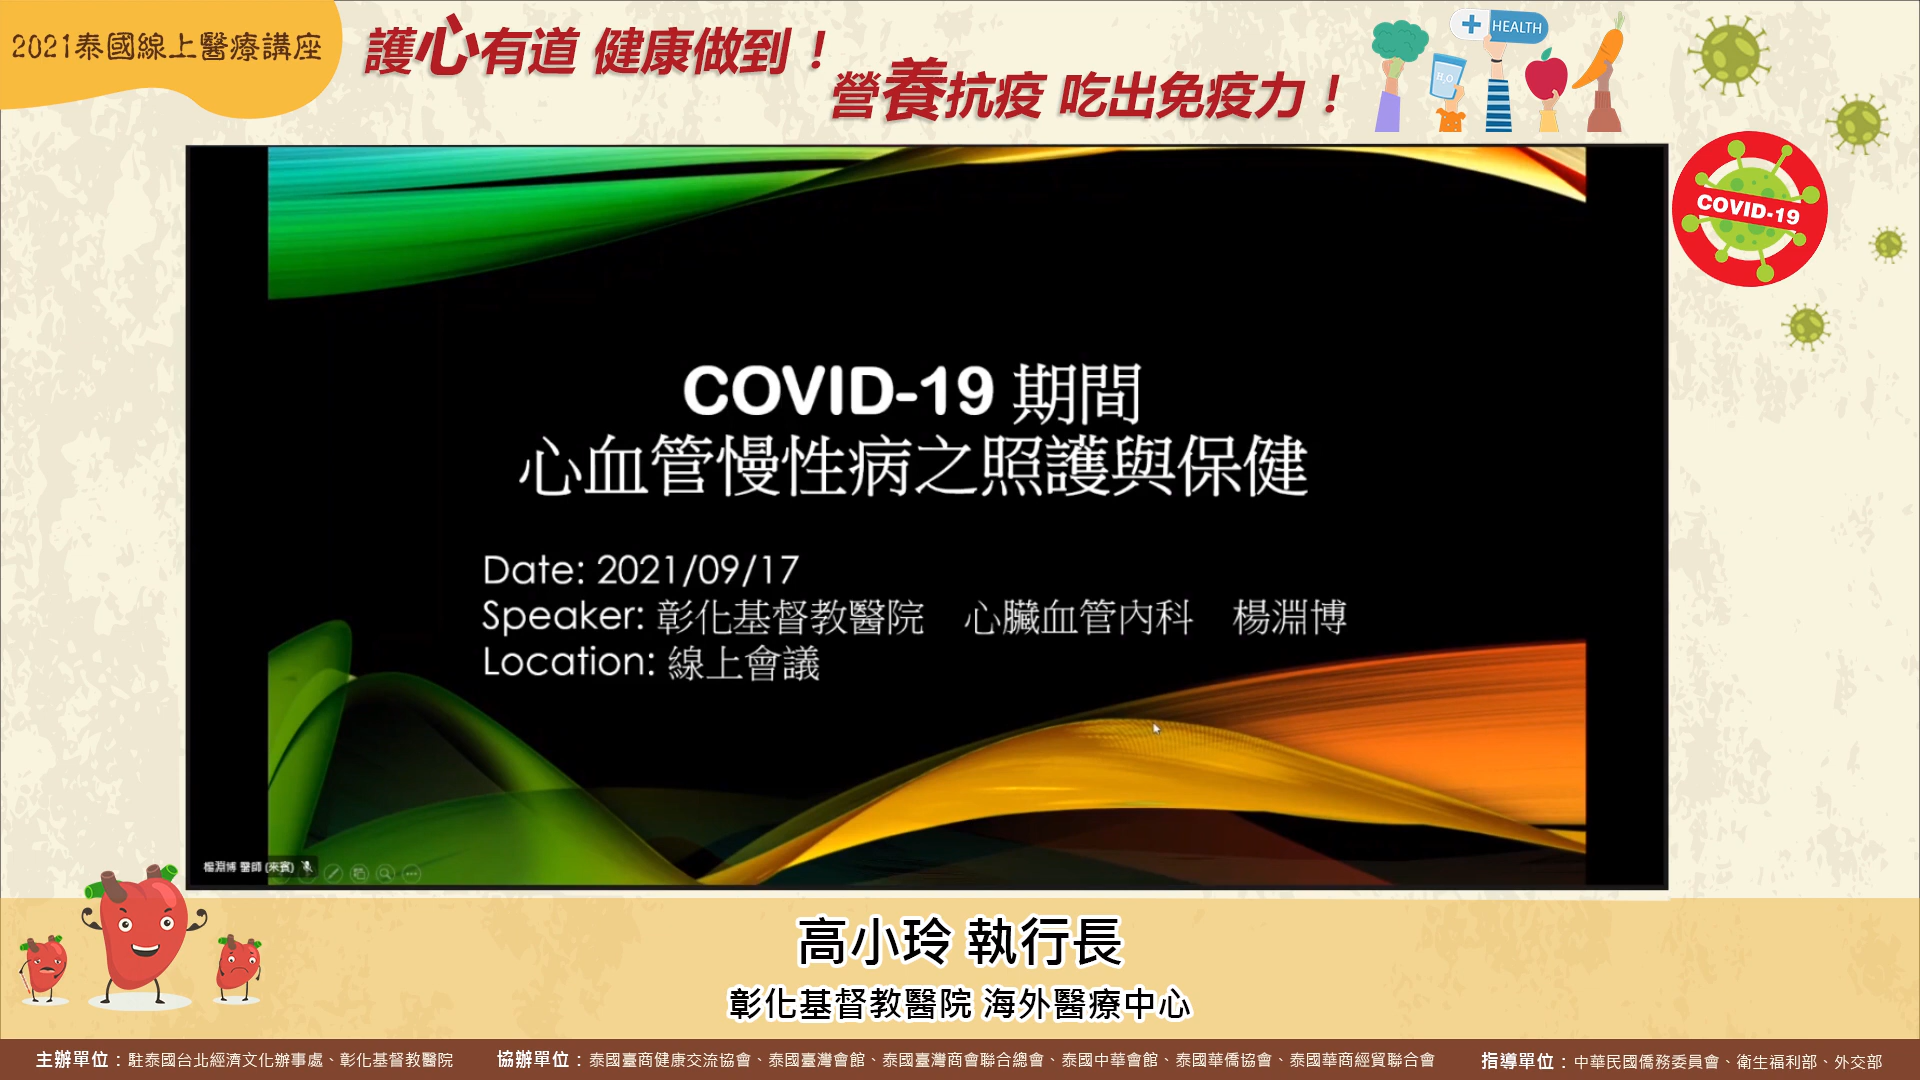 2021泰國線上醫療講座
護心有道 健康做到！
營養抗疫 吃出免疫力！
HEALTH
H2O
COVID-19
COVID-19 期間
心血管慢性病之照護與保健
Date: 2021/09/17
Speaker: 彰化基督教醫院　心臟血管內科　楊淵博
Location: 線上會議
楊淵博 醫師 (來賓)
高小玲 執行長
彰化基督教醫院 海外醫療中心
主辦單位：駐泰國台北經濟文化辦事處、彰化基督教醫院
協辦單位：泰國臺商健康交流協會、泰國臺灣會館、泰國臺灣商會聯合總會、泰國中華會館、泰國華僑協會、泰國華商經貿聯合會
指導單位：中華民國僑務委員會、衛生福利部、外交部